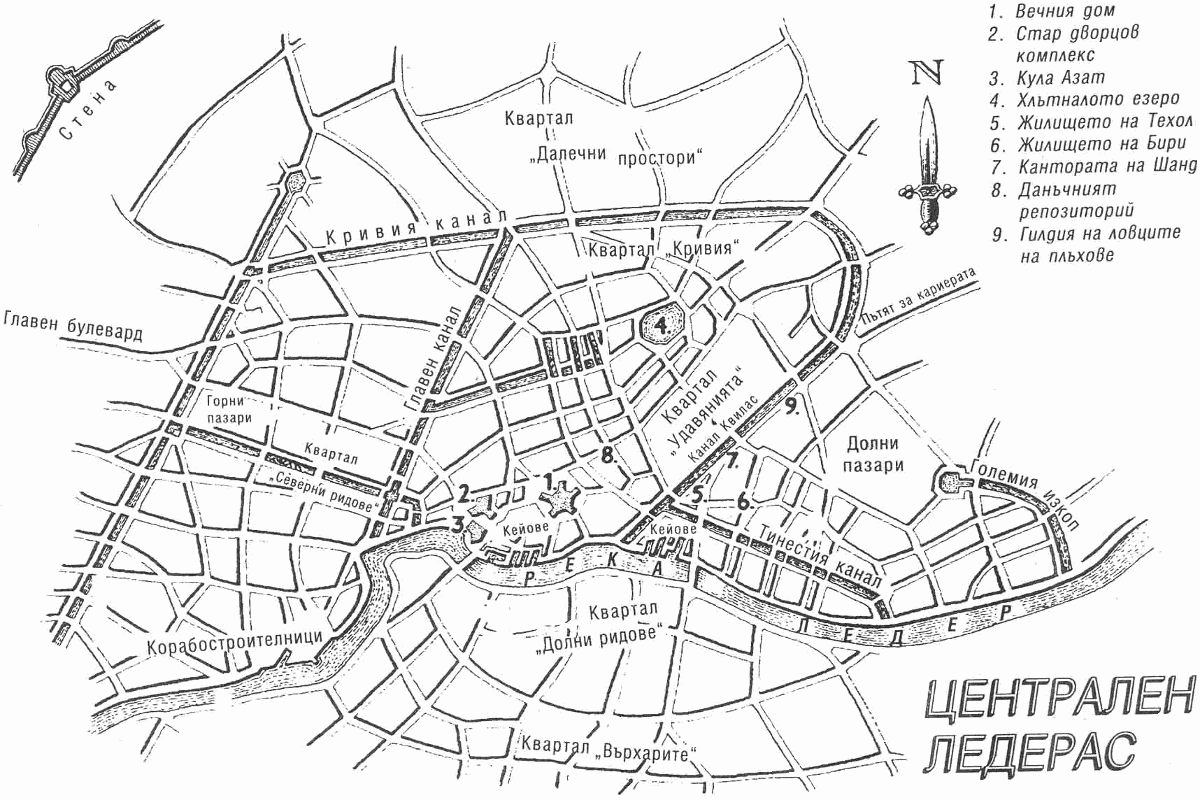 1. Вечния дом
2. Стар дворцов
комплекс
3. Кула Азат
4. Хлътналото езеро
5. Жилището на Техол
6. Жилището на Бири
7. Кантората на Шанд
8. Данъчният
репозиторий
9. Гилдия на ловците
на плъхове
N
Стена
Квартал
„Далечни простори“
Кривия канал
Квартал „Кривия“
Пътят за кариерата
Главен булевард
Главен канал
4.
Квартал
„Удавянията“
Канал Квилас
9.
Горни
пазари
Квартал
„Северни ридове“
Долни
пазари
8.
7.
Големия изкоп
1.
2.
3.
5.
6.
Кейове
Кейове
Тинестия канал
РЕКА
ЛЕДЕР
Корабостроителници
Квартал
„Долни ридове“
Квартал „Върхарите“
ЦЕНТРАЛЕН
ЛЕДЕРАС